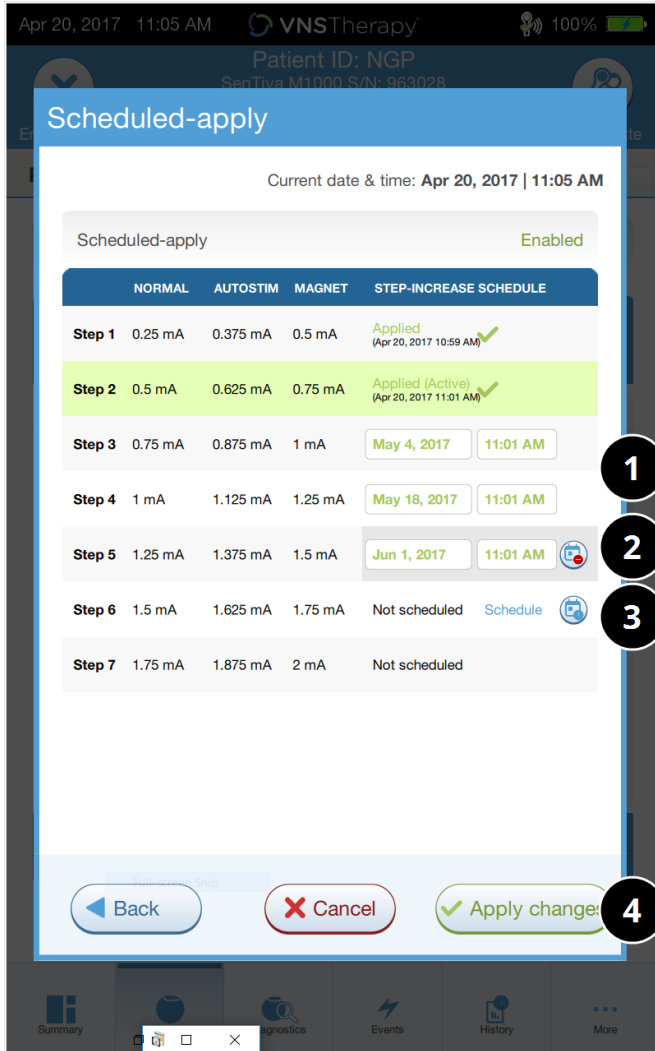 Apr 20, 2017 11:05 AM VNSTherapy 100%
Patient ID: NGP
SenTiva M1000 S/N: 963028
Scheduled-apply
Current date & time: Apr 20, 2017 | 11:05 AM
Scheduled-apply Enabled
NORMAL AUTOSTIM MAGNET STEP-INCREASE SCHEDULE
Step 1 0.25 mA 0.375 mA 0.5 mA Applied
(Apr 20, 2017 10:59 AM)
Step 2 0.5 mA 0.625 mA 0.75 mA Applied (Active)
(Apr 20, 2017 11:01 AM)
Step 3 0.75 mA 0.875 mA 1 mA May 4, 2017 11:01 AM
1
Step 4 1 mA 1.125 mA 1.25 mA May 18, 2017 11:01 AM
Step 5 1.25 mA 1.375 mA 1.5 mA Jun 1, 2017 11:01 AM 2
Step 6 1.5 mA 1.625 mA 1.75 mA Not scheduled Schedule 3
Step 7 1.75 mA 1.875 mA 2 mA Not scheduled
Full-screen Snip
Back Cancel Apply changes 4
Summary Events History More